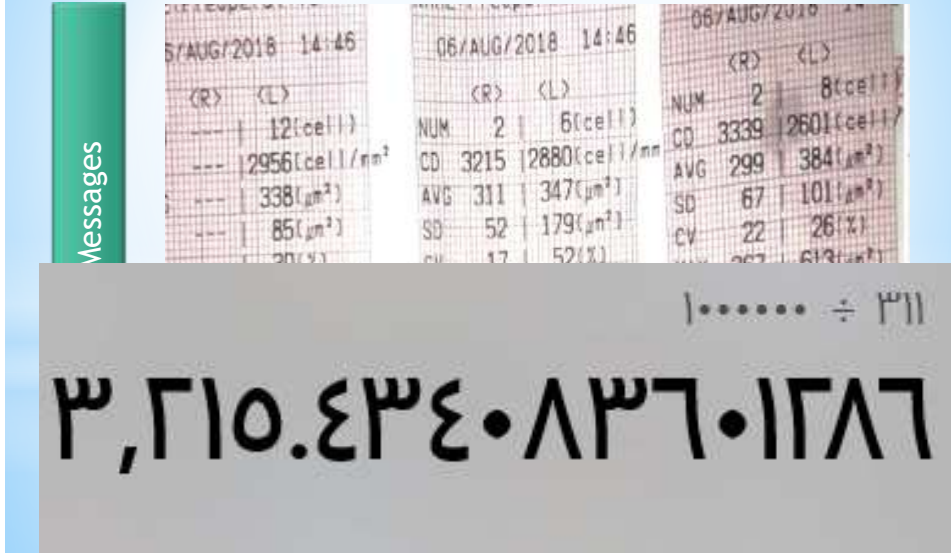 Messages
5/AUG/2018 14:46
(R) (L)
--- | 12(cell)
--- | 2956(cell/mm²
--- | 338(μm²)
--- | 85(μm²)
06/AUG/2018 14:46
(R) (L)
NUM 2 | 6(cell)
CD 3215 | 2880(cell/mm
AVG 311 | 347(μm²)
SD 52 | 179(μm²)
17 | 52(%)
06/AUG/2018
(R) (L)
NUM 2 | 8(cell)
CD 3339 | 2601(cell/
AVG 299 | 384(μm²)
SD 67 | 101(μm²)
CV 22 | 26(%)
١٠٠٠٠٠٠ ÷ ٣١١
٣,٢١٥.٤٣٤٠٨٣٦٠١٢٨٦